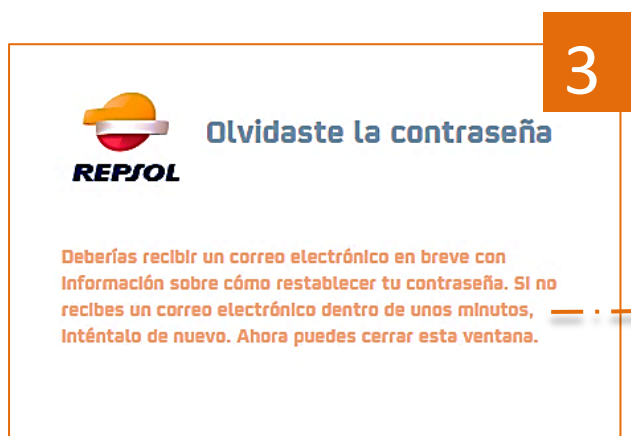 3
Olvidaste la contraseña
REPSOL
Deberías recibir un correo electrónico en breve con
información sobre cómo restablecer tu contraseña. Si no
recibes un correo electrónico dentro de unos minutos,
inténtalo de nuevo. Ahora puedes cerrar esta ventana.